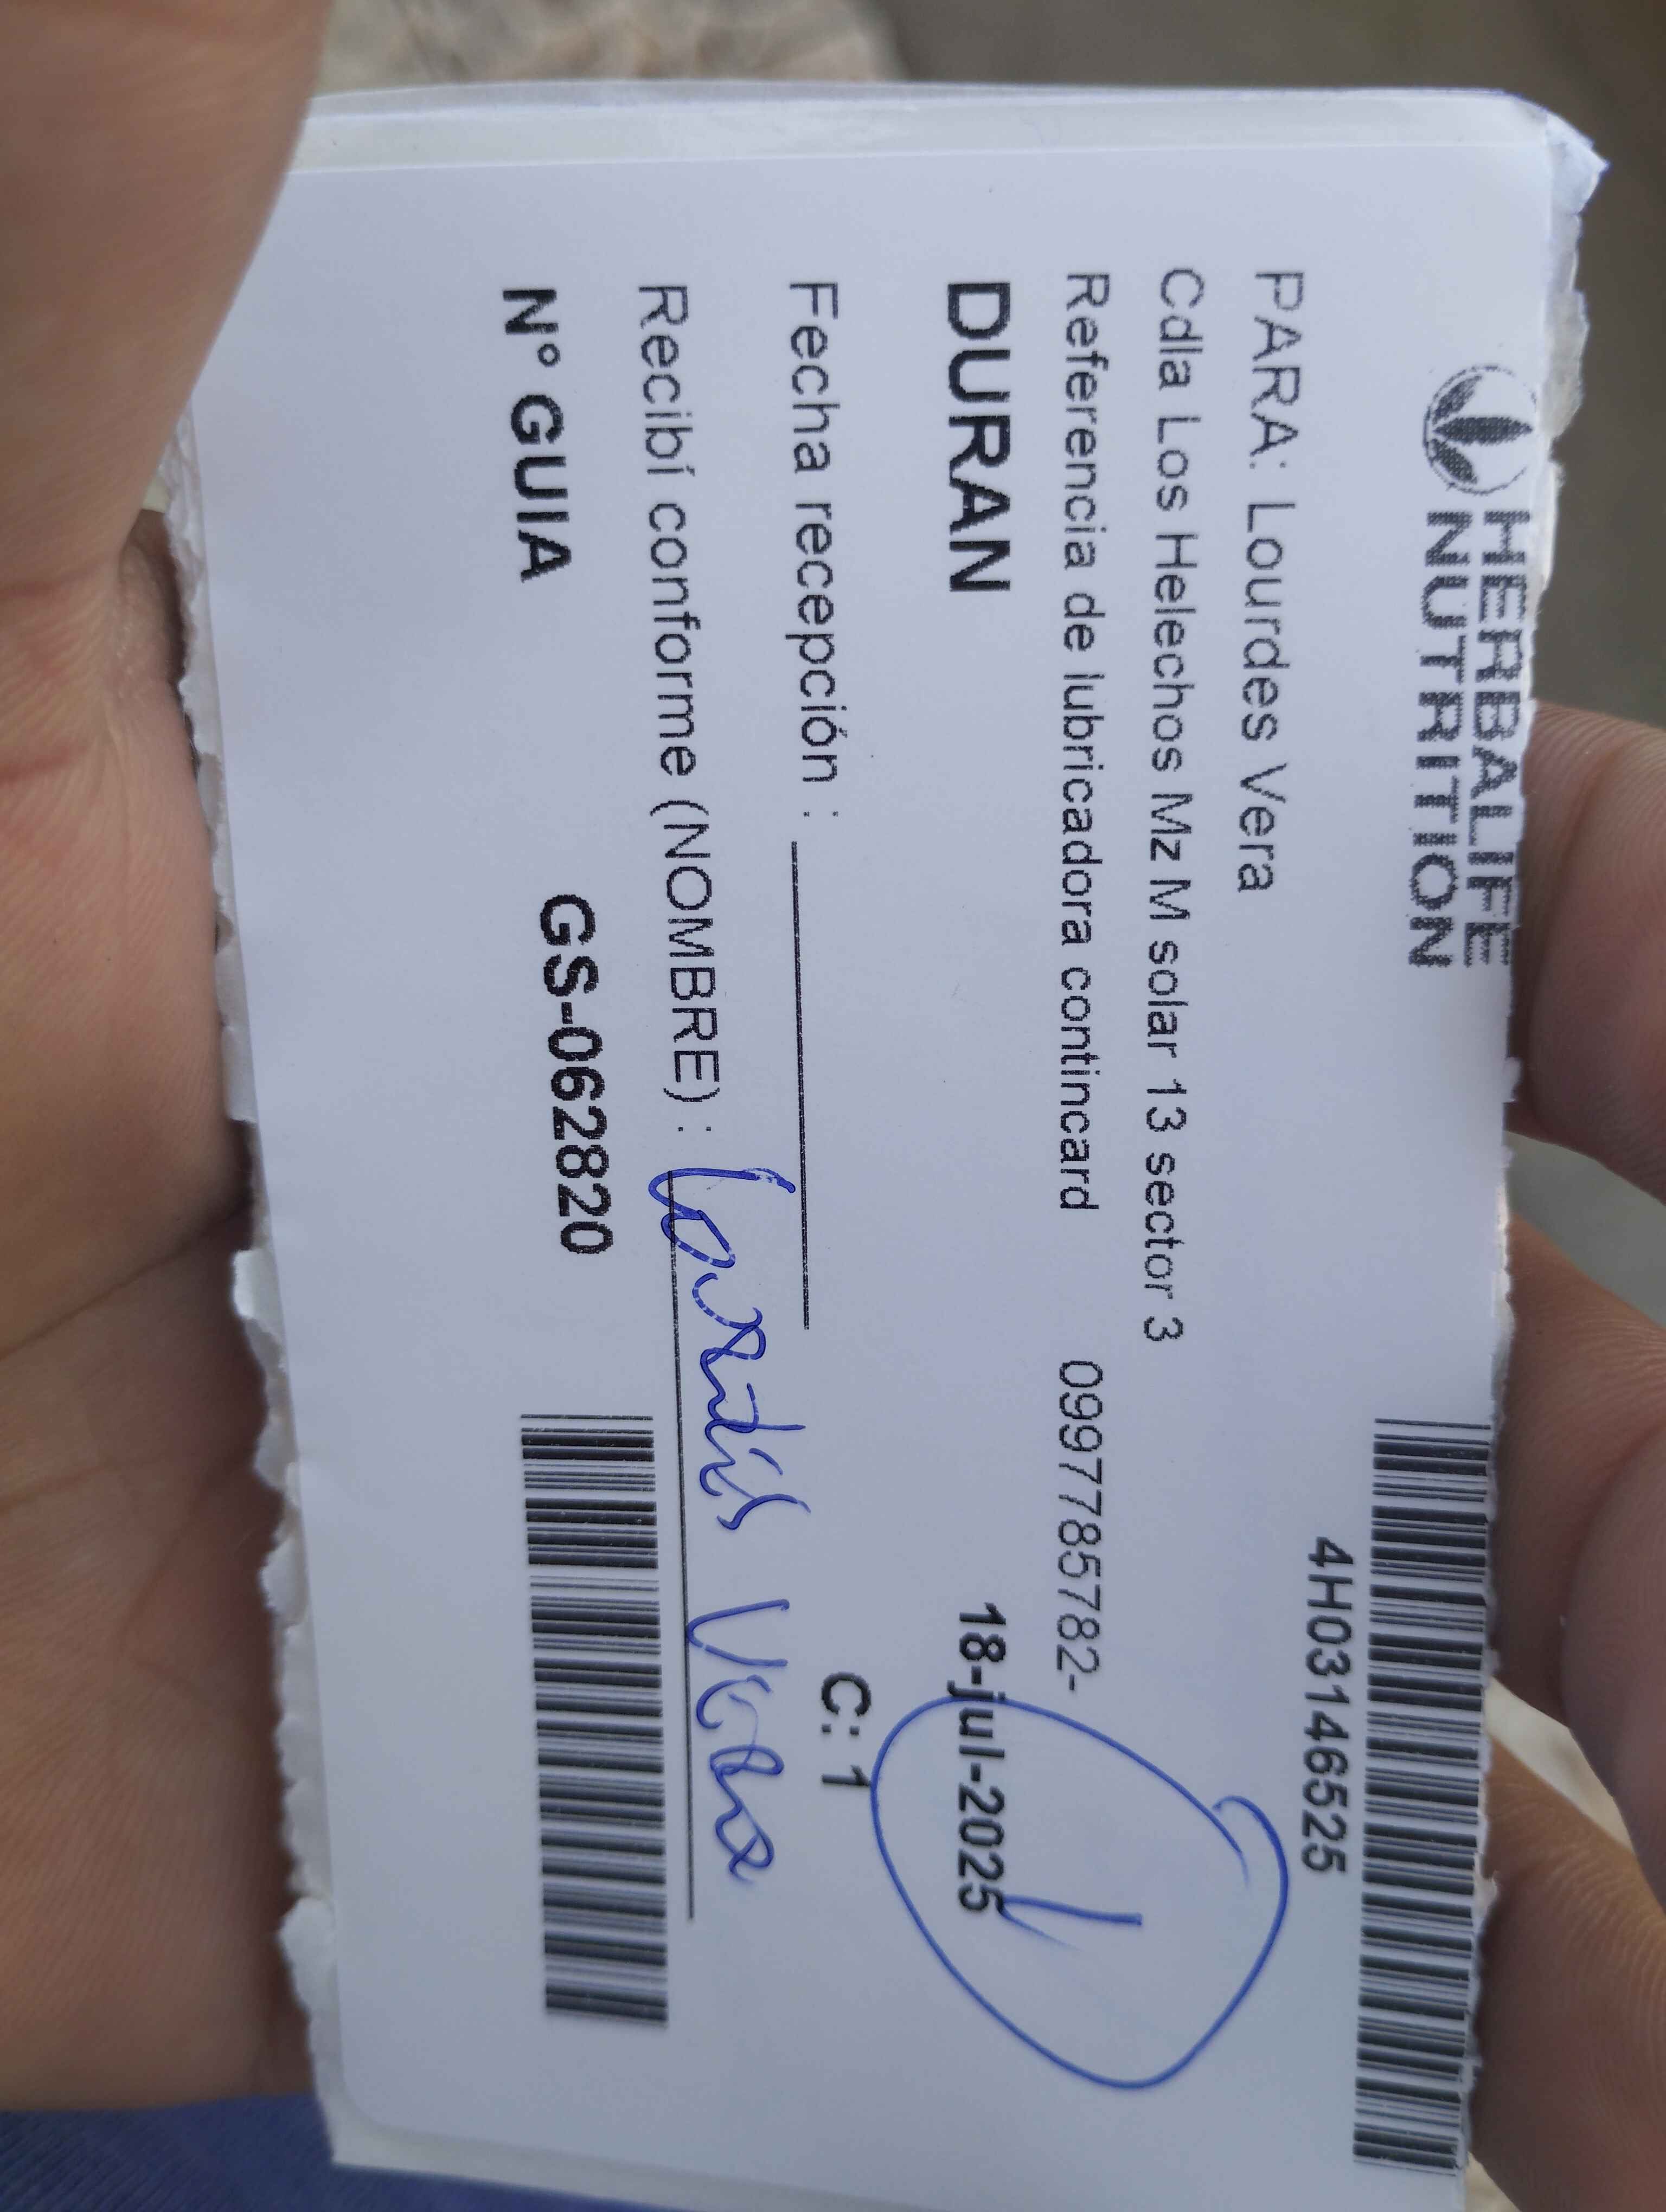 HERBALIFE
NUTRITION
4H03146525
PARA: Lourdes Vera
Cdla Los Helechos Mz M solar 13 sector 3
Referencia de lubricadora contincard 0997785782-
DURAN 18-jul-2025
C: 1
Fecha recepción :
Recibí conforme (NOMBRE) : Lourdes Vera
N° GUIA GS-062820